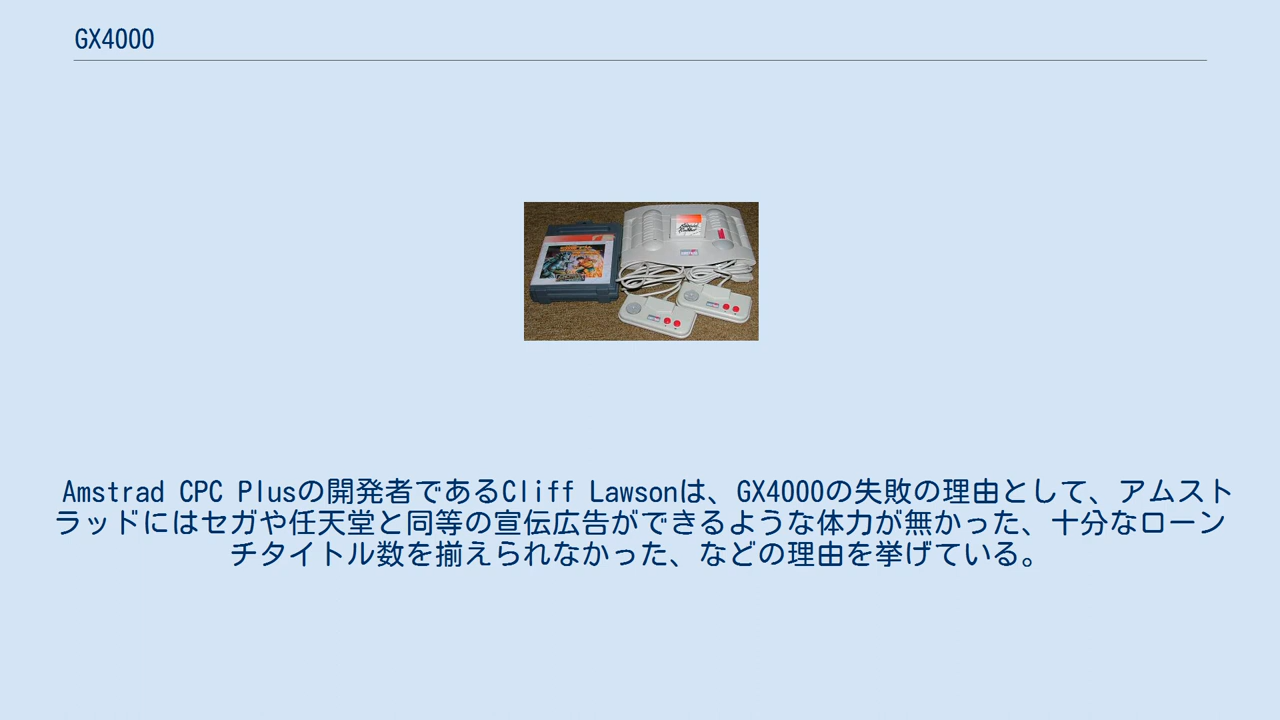 GX4000
Amstrad CPC Plusの開発者であるCliff Lawsonは、GX4000の失敗の理由として、アムスト
ラッドにはセガや任天堂と同等の宣伝広告ができるような体力が無かった、十分なローン
チタイトル数を揃えられなかった、などの理由を挙げている。